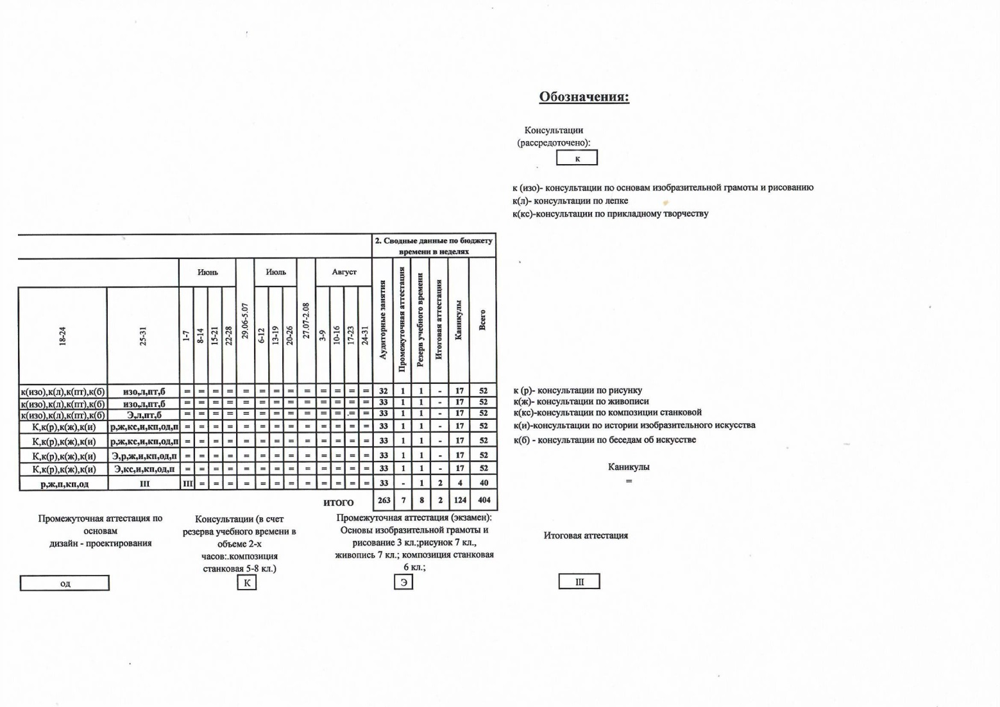 Обозначения:
Консультации
(рассредоточено):
к
к (изо)- консультации по основам изобразительной грамоты и рисованию
к(л)- консультации по лепке
к(кс)-консультации по прикладному творчеству
2. Сводные данные по бюджету
времени в неделях
Июнь Июль Август
18-24 25-31 1-7 8-14 15-21 22-28 29.06-5.07 6-12 13-19 20-26 27.07-2.08 3-9 10-16 17-23 24-31 Аудиторные занятия Промежуточная аттестация Резерв учебного времени Итоговая аттестация Каникулы Всего
к(изо),к(л),к(пт),к(б) изо,л,пт,б = = = = = = = = = = = = = 32 1 1 - 17 52
к(изо),к(л),к(пт),к(б) изо,л,пт,б = = = = = = = = = = = = = 33 1 1 - 17 52
к(изо),к(л),к(пт),к(б) Э,л,пт,б = = = = = = = = = = = = = 33 1 1 - 17 52
К,к(р),к(ж),к(и) р,ж,кс,и,кп,од,п = = = = = = = = = = = = = 33 1 1 - 17 52
К,к(р),к(ж),к(и) р,ж,кс,и,кп,од,п = = = = = = = = = = = = = 33 1 1 - 17 52
К,к(р),к(ж),к(и) Э,р,ж,и,кп,од,п = = = = = = = = = = = = = 33 1 1 - 17 52
К,к(р),к(ж),к(и) Э,кс,и,кп,од,п = = = = = = = = = = = = = 33 1 1 - 17 52
р,ж,п,кп,од III III = = = = = = = = = = = = 33 - 1 2 4 40
ИТОГО 263 7 8 2 124 404
к (р)- консультации по рисунку
к(ж)- консультации по живописи
к(кс)-консультации по композиции станковой
к(и)-консультации по истории изобразительного искусства
к(б) - консультации по беседам об искусстве
Каникулы
=
Промежуточная аттестация по
основам
дизайн - проектирования
од
Консультации (в счет
резерва учебного времени в
объеме 2-х
часов:.композиция
станковая 5-8 кл.)
К
Промежуточная аттестация (экзамен):
Основы изобразительной грамоты и
рисование 3 кл.;рисунок 7 кл.,
живопись 7 кл.; композиция станковая
6 кл.;
Э
Итоговая аттестация
III